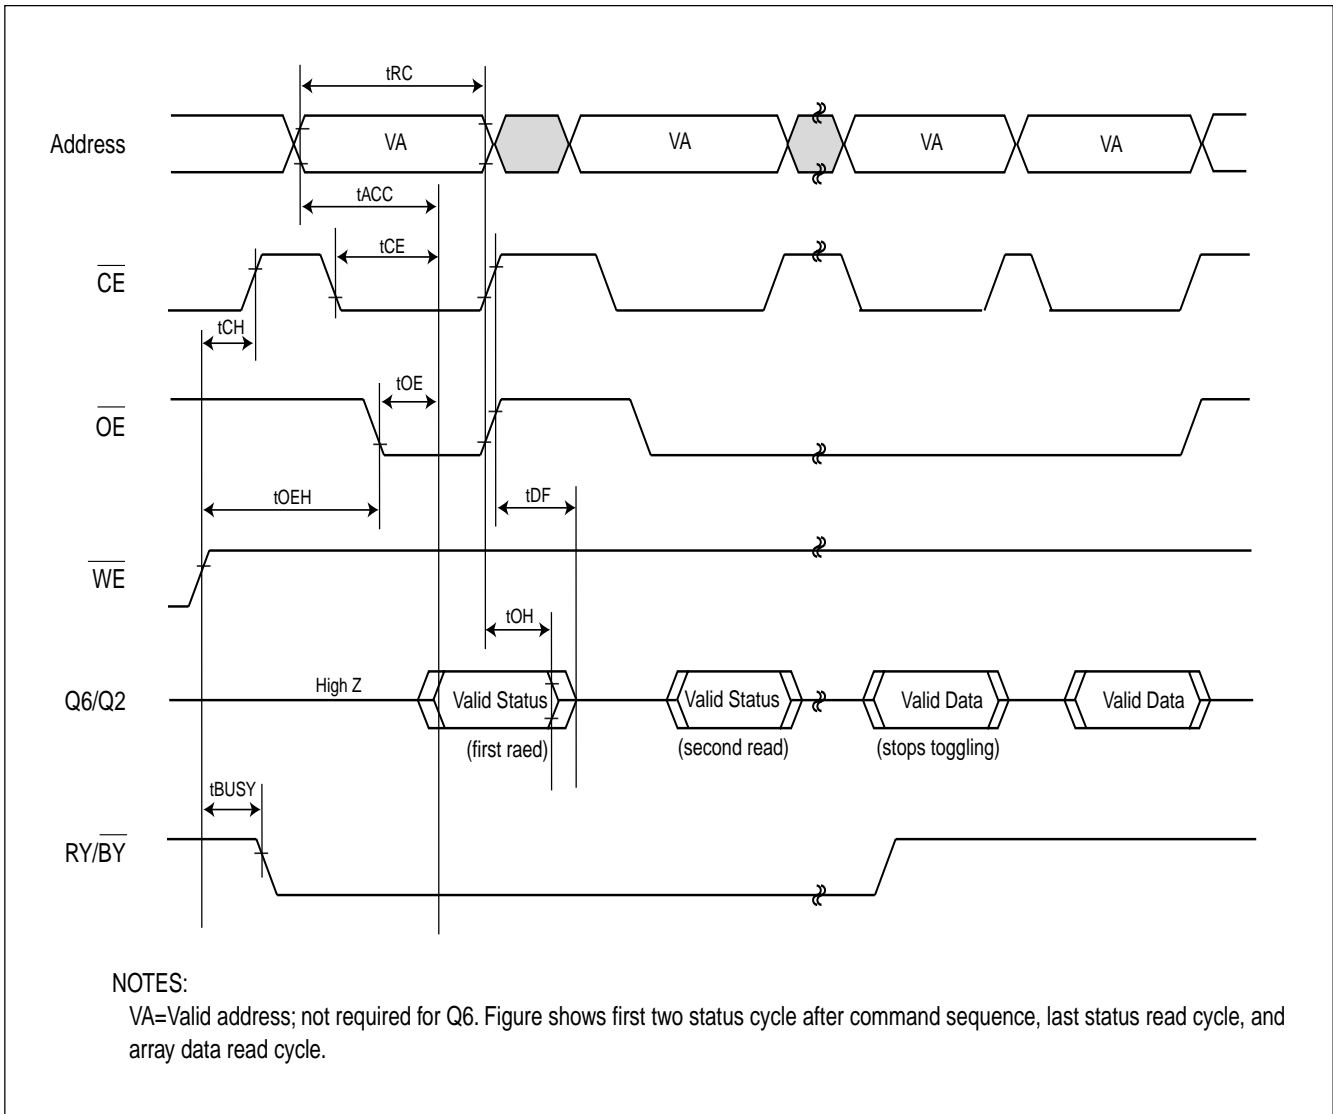 tRC
Address
VA
VA
VA
VA
tACC
tCE
CE
tCH
tOE
OE
tOEH
tDF
WE
tOH
Q6/Q2
High Z
Valid Status
Valid Status
Valid Data
Valid Data
(first raed)
(second read)
(stops toggling)
tBUSY
RY/BY
NOTES:
VA=Valid address; not required for Q6. Figure shows first two status cycle after command sequence, last status read cycle, and
array data read cycle.